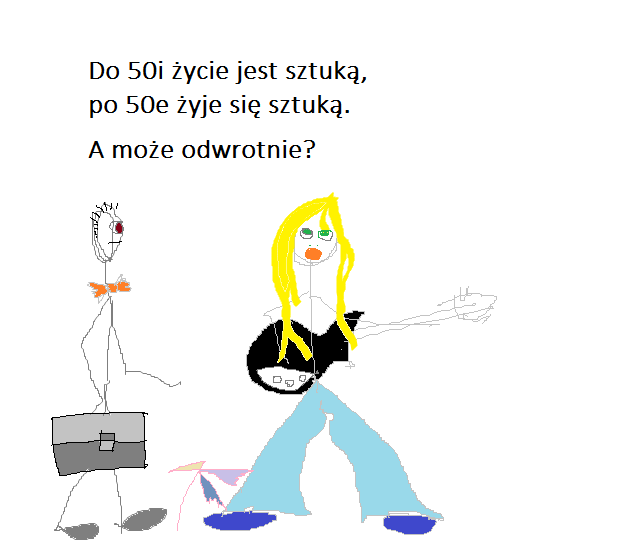 Do 50i życie jest sztuką,
po 50e żyje się sztuką.
A może odwrotnie?